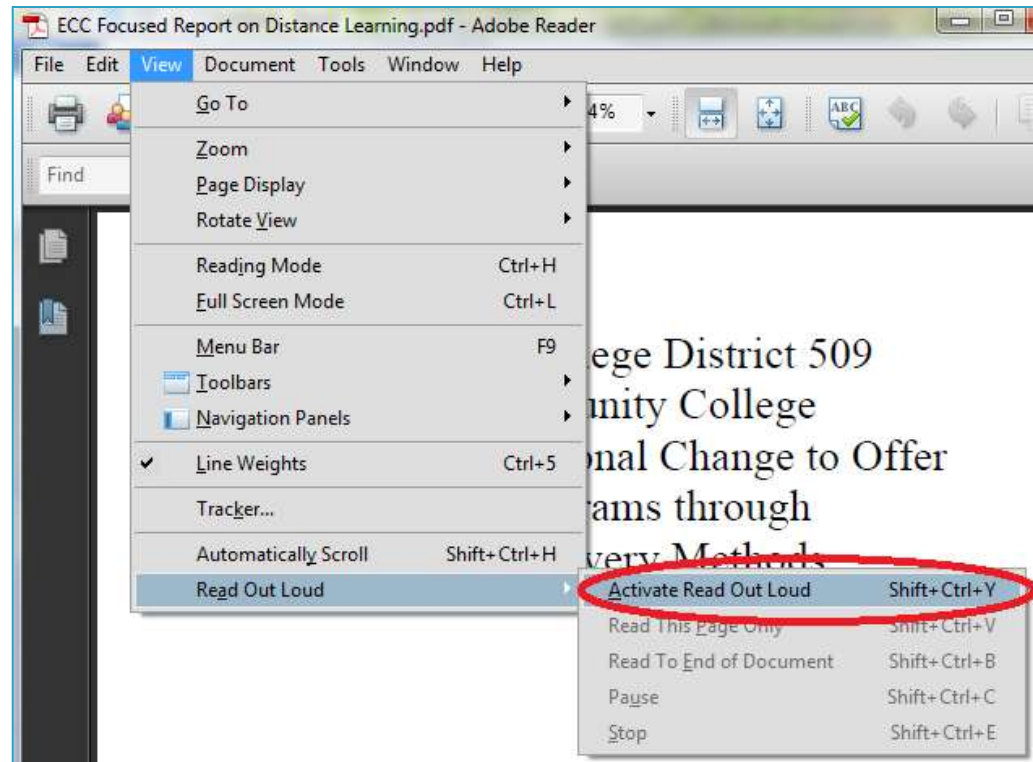 ECC Focused Report on Distance Learning.pdf - Adobe Reader
File Edit View Document Tools Window Help
Go To
4%
ABC
Find
Zoom
Page Display
Rotate View
Reading Mode Ctrl+H
Full Screen Mode Ctrl+L
Menu Bar F9
Toolbars
Navigation Panels
Line Weights Ctrl+5
Tracker...
Automatically Scroll Shift+Ctrl+H
Read Out Loud
ege District 509
unity College
onal Change to Offer
rams through
very Methods
Activate Read Out Loud Shift+Ctrl+Y
Read This Page Only Shift+Ctrl+V
Read To End of Document Shift+Ctrl+B
Pause Shift+Ctrl+C
Stop Shift+Ctrl+E